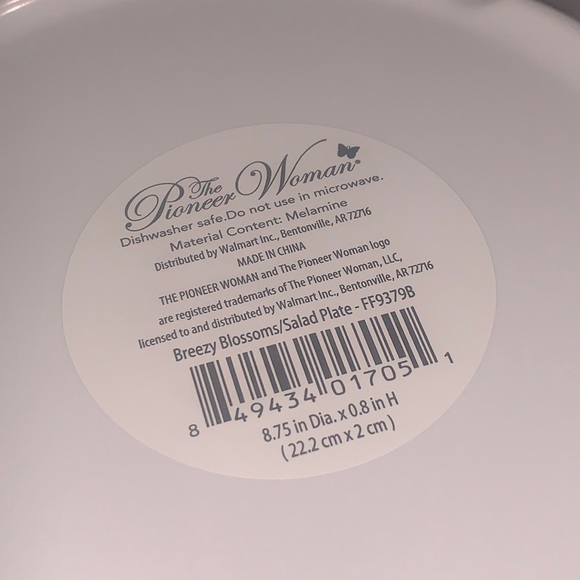 The Pioneer Woman®
Dishwasher safe.Do not use in microwave.
Material Content: Melamine
Distributed by Walmart Inc., Bentonville, AR 72716
MADE IN CHINA
THE PIONEER WOMAN and The Pioneer Woman logo
are registered trademarks of The Pioneer Woman, LLC,
licensed to and distributed by Walmart Inc., Bentonville, AR 72716
Breezy Blossoms/Salad Plate - FF9379B
8 49434 01705 1
8.75 in Dia. x 0.8 in H
( 22.2 cm x 2 cm )